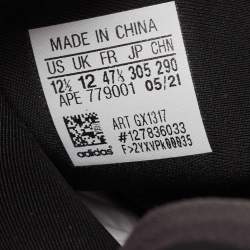 MADE IN CHINA
US UK FR JP CHN
12½ 12 47⅓ 305 290
APE 779001 05/21
ART GX1317
#127836033
adidas F>2YXYPk00035